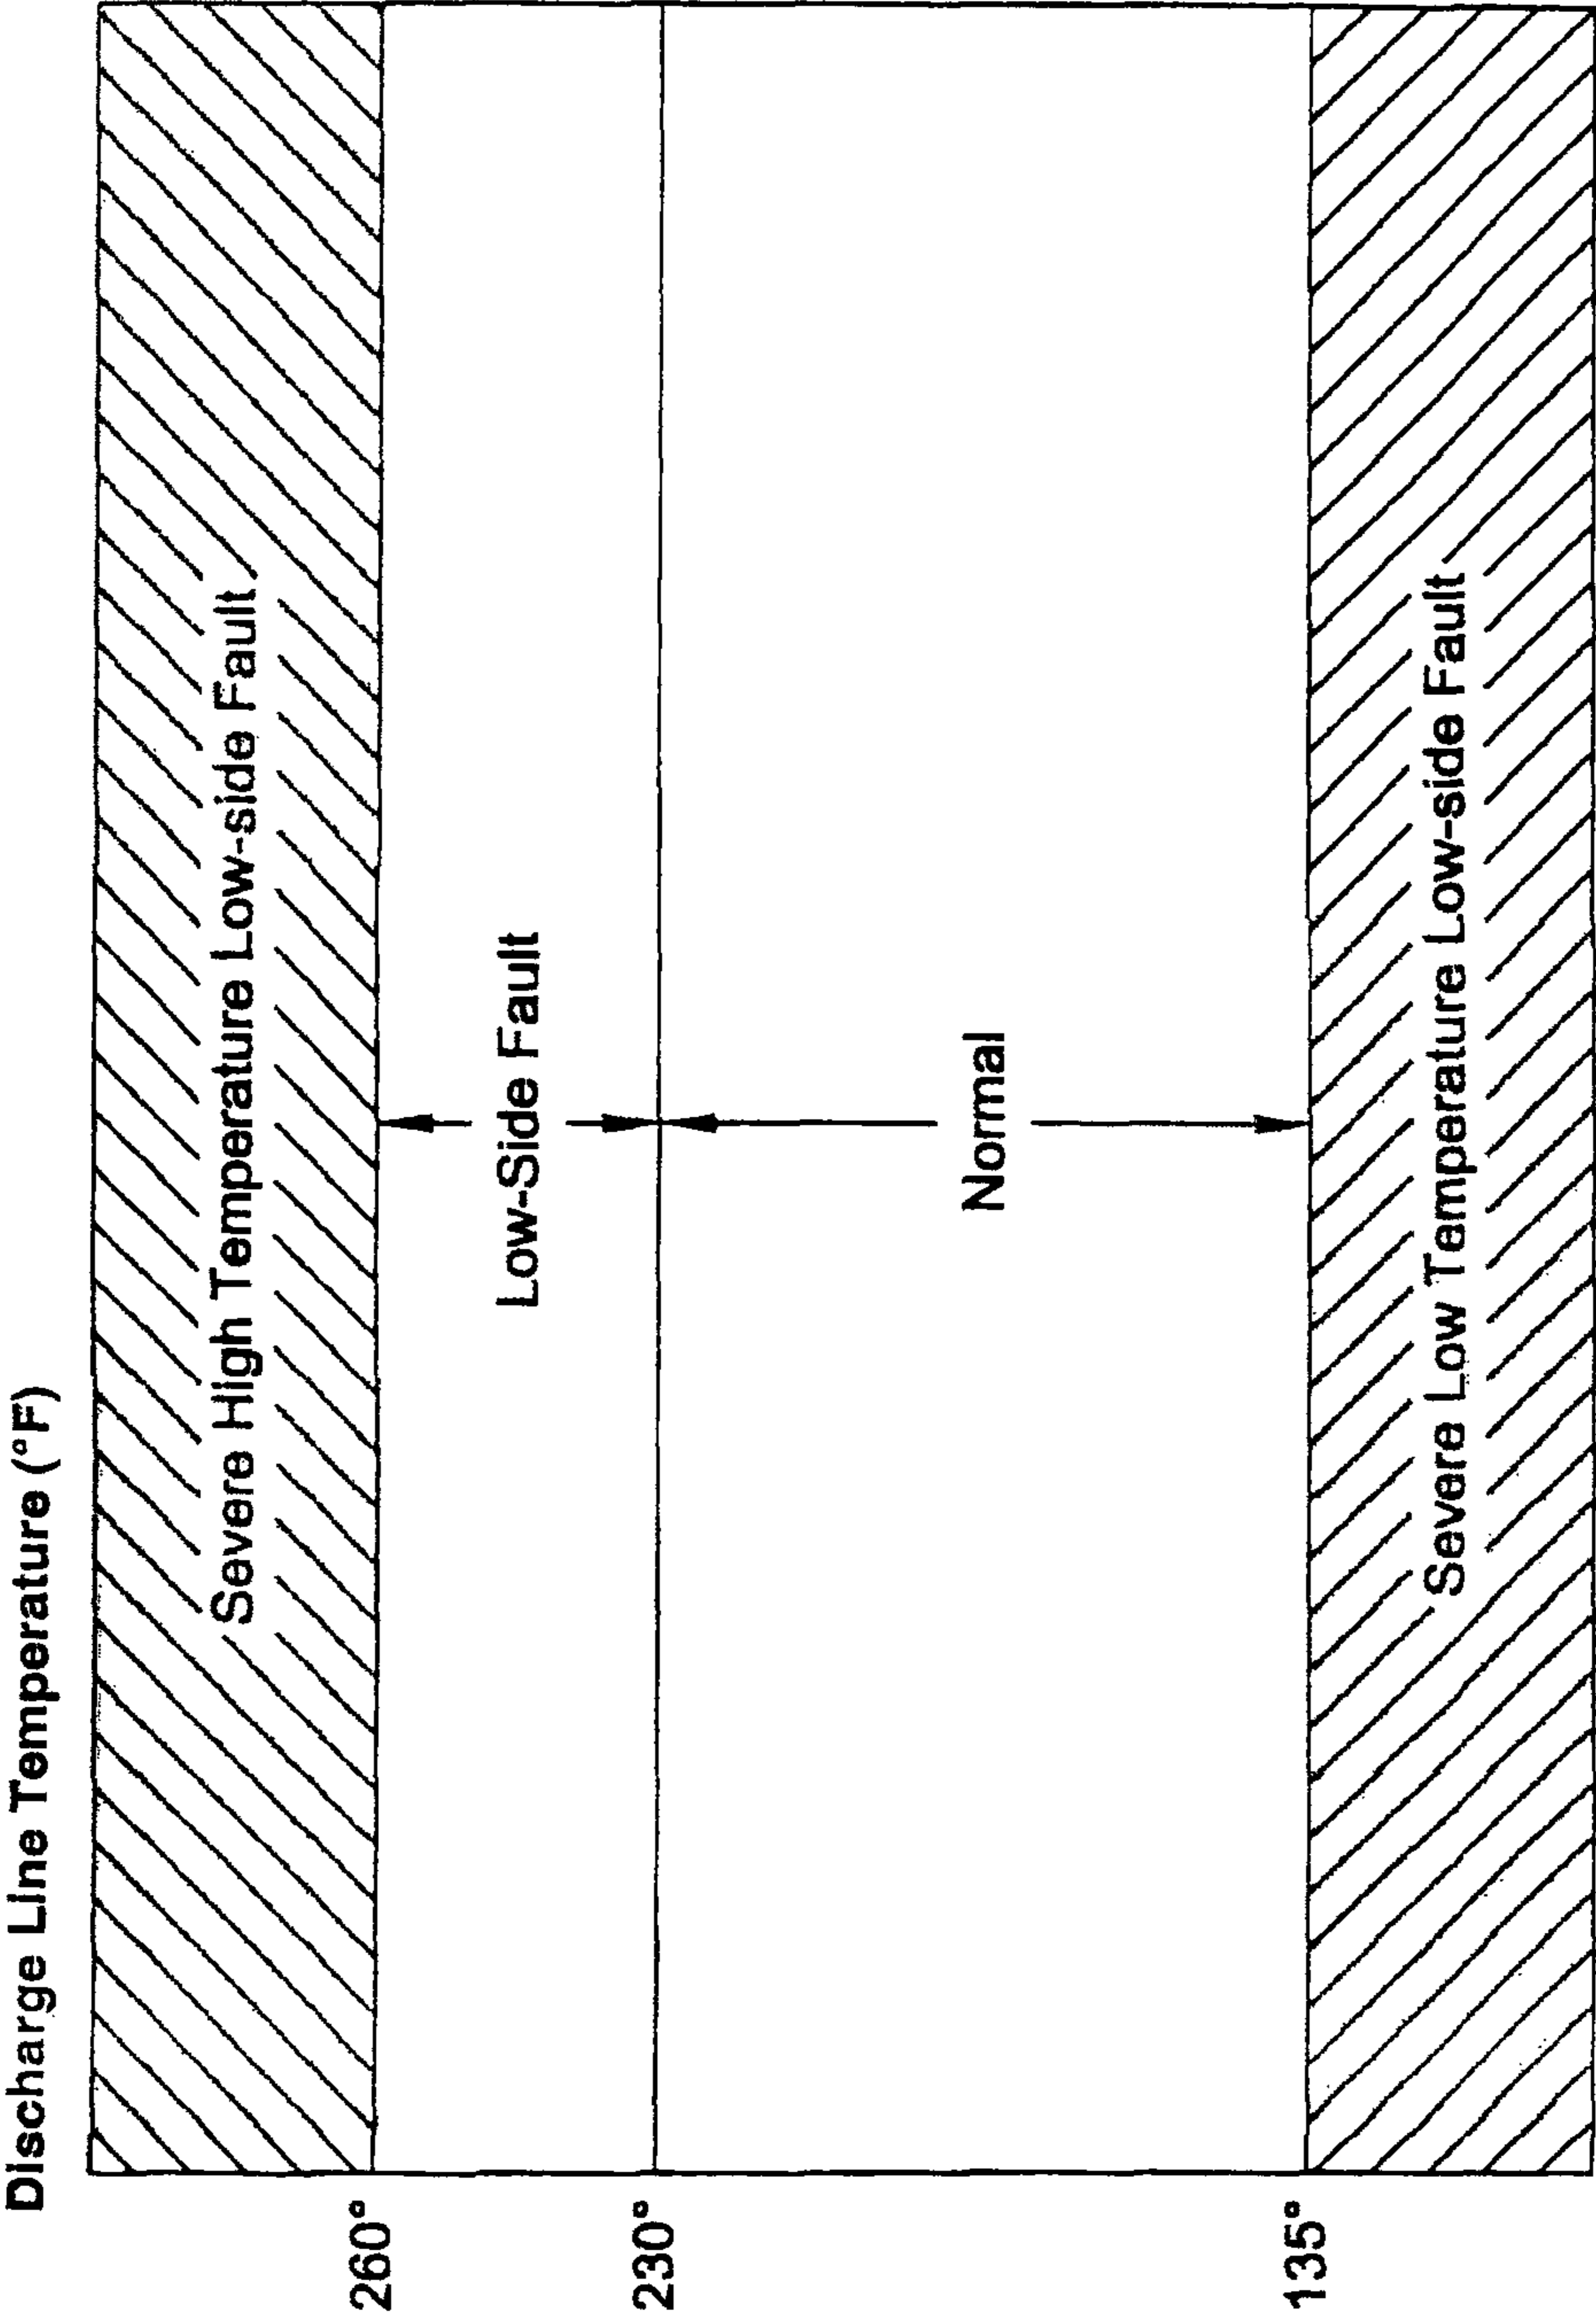 Discharge Line Temperature (°F)
Severe High Temperature Low-side Fault
260°
Low-Side Fault
230°
Normal
135°
Severe Low Temperature Low-side Fault